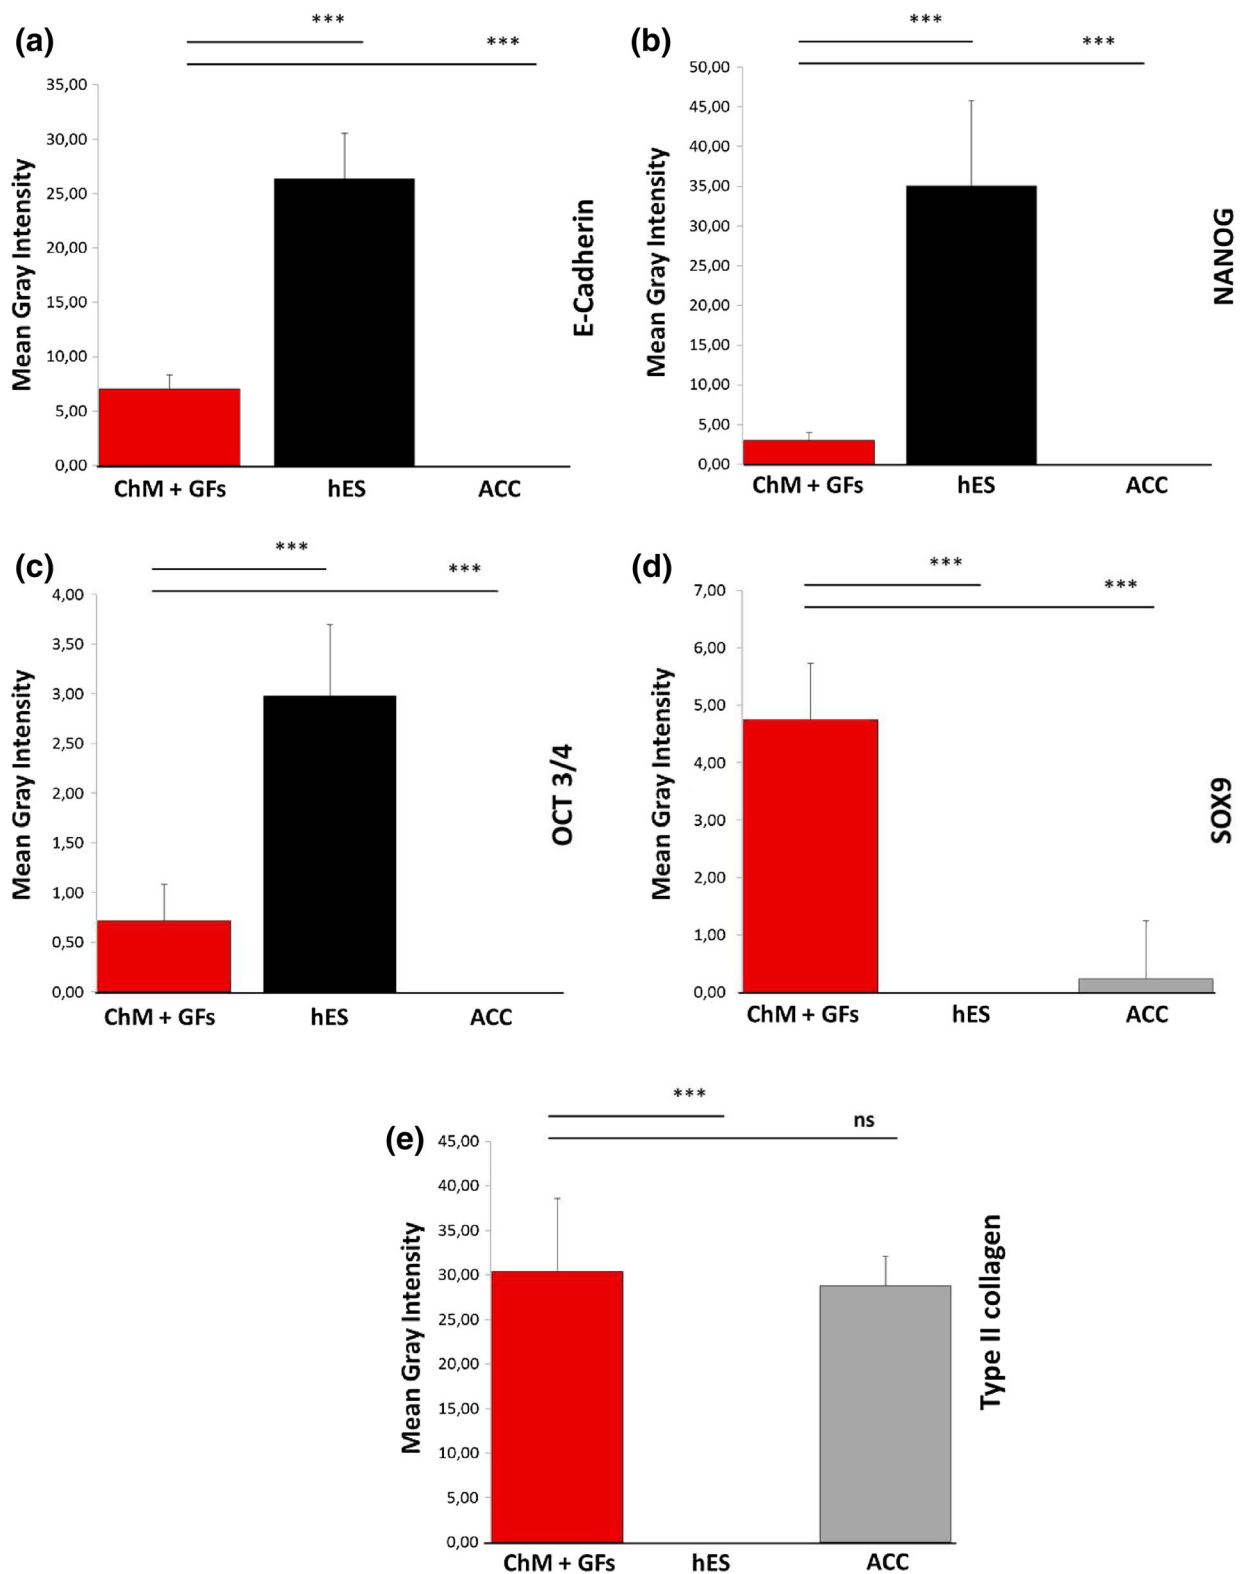 (a)
***
***
35,00
30,00
25,00
20,00
15,00
10,00
5,00
0,00
Mean Gray Intensity
ChM + GFs hES ACC
E-Cadherin
(b)
***
***
50,00
45,00
40,00
35,00
30,00
25,00
20,00
15,00
10,00
5,00
0,00
Mean Gray Intensity
ChM + GFs hES ACC
NANOG
(c)
***
***
4,00
3,50
3,00
2,50
2,00
1,50
1,00
0,50
0,00
Mean Gray Intensity
ChM + GFs hES ACC
OCT 3/4
(d)
***
***
7,00
6,00
5,00
4,00
3,00
2,00
1,00
0,00
Mean Gray Intensity
ChM + GFs hES ACC
SOX9
(e)
***
ns
45,00
40,00
35,00
30,00
25,00
20,00
15,00
10,00
5,00
0,00
Mean Gray Intensity
ChM + GFs hES ACC
Type II collagen